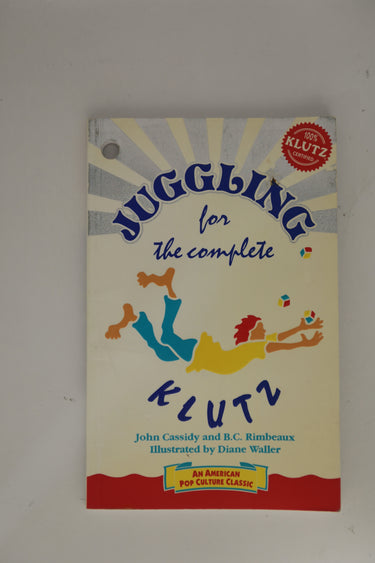 100%
KLUTZ
CERTIFIED
JUGGLING
for
the complete
KLUTZ
John Cassidy and B.C. Rimbeaux
Illustrated by Diane Waller
AN AMERICAN
POP CULTURE CLASSIC